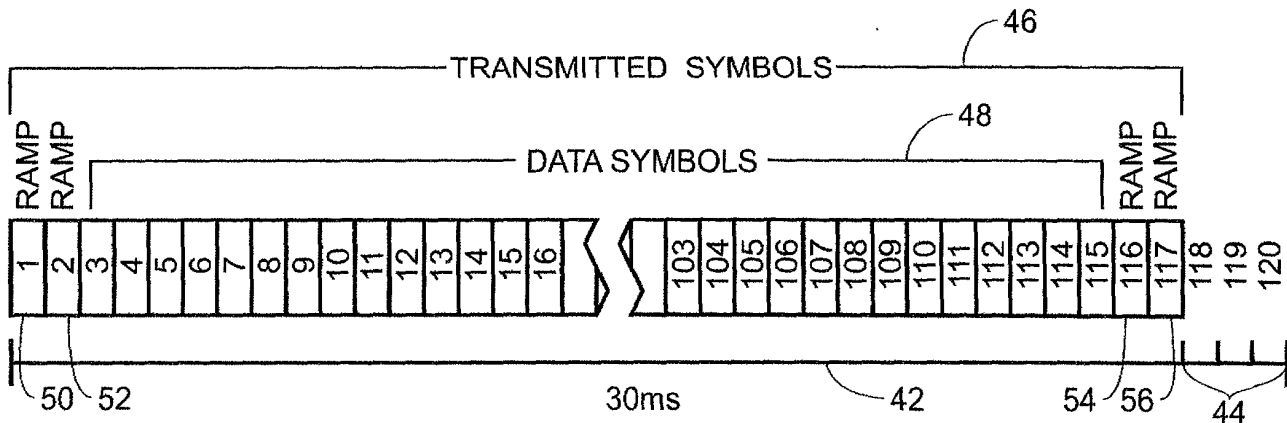 46
TRANSMITTED SYMBOLS
48
RAMP RAMP DATA SYMBOLS RAMP RAMP
1 2 3 4 5 6 7 8 9 10 11 12 13 14 15 16 103 104 105 106 107 108 109 110 111 112 113 114 115 116 117 118 119 120
50 52 30ms 42 54 56 44